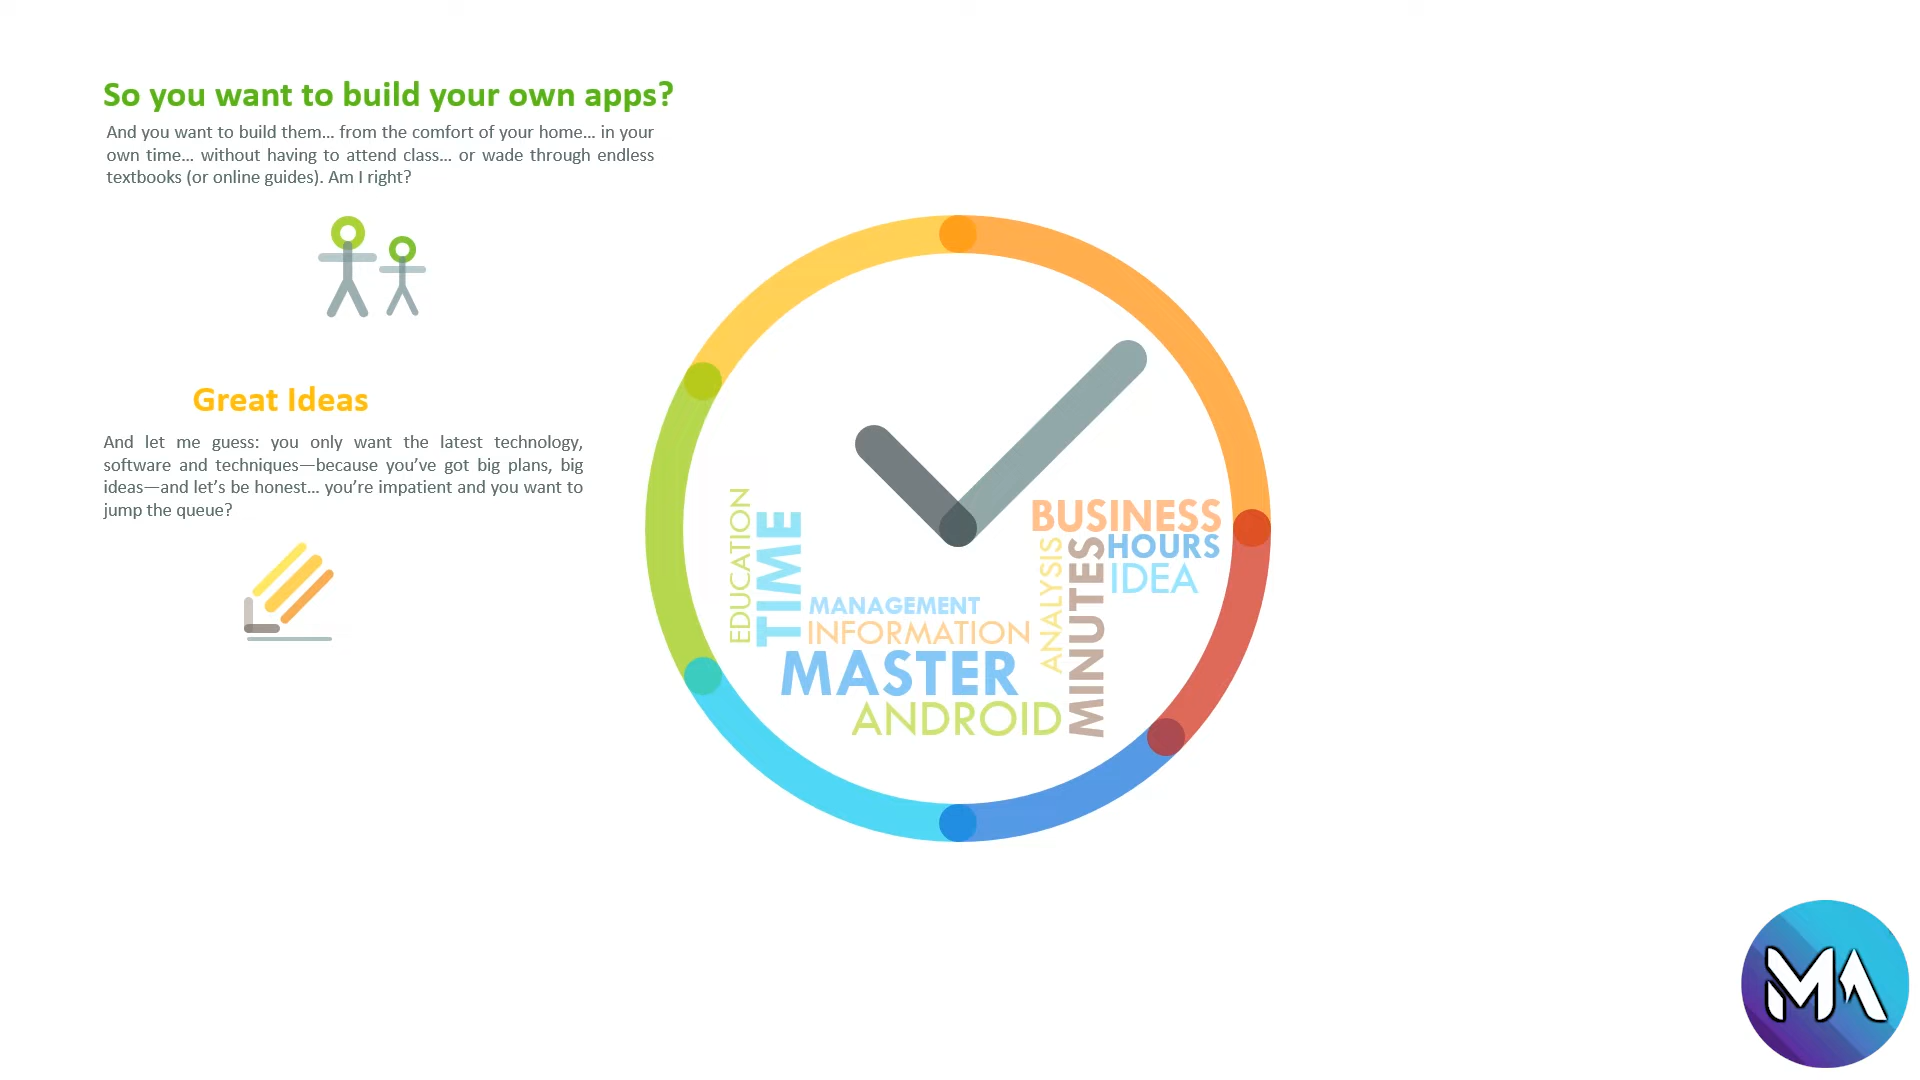 So you want to build your own apps?
And you want to build them… from the comfort of your home… in your
own time… without having to attend class… or wade through endless
textbooks (or online guides). Am I right?
Great Ideas
And let me guess: you only want the latest technology,
software and techniques—because you’ve got big plans, big
ideas—and let’s be honest… you’re impatient and you want to
jump the queue?
EDUCATION
TIME
MANAGEMENT
INFORMATION
MASTER
ANDROID
ANALYSIS
MINUTES
BUSINESS
HOURS
IDEA
MA